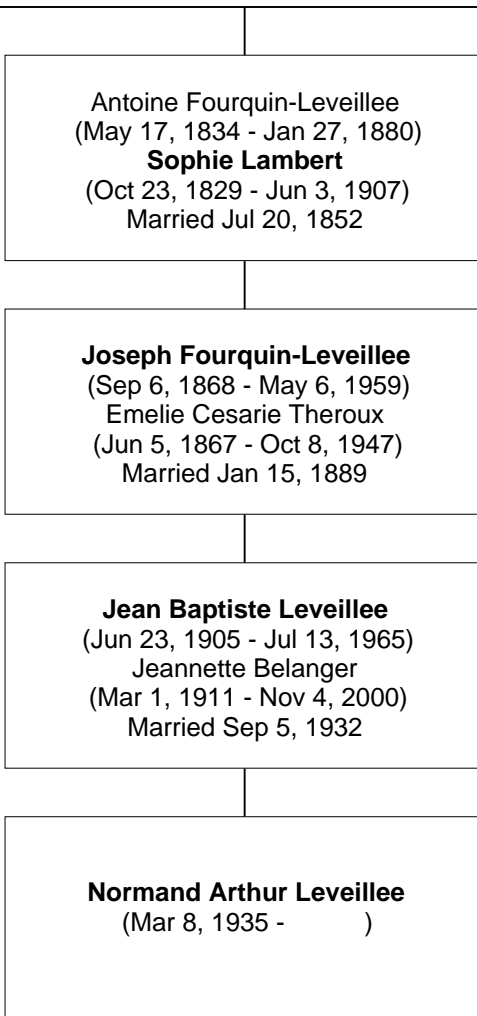 Antoine Fourquin-Leveillee
(May 17, 1834 - Jan 27, 1880)
Sophie Lambert
(Oct 23, 1829 - Jun 3, 1907)
Married Jul 20, 1852
Joseph Fourquin-Leveillee
(Sep 6, 1868 - May 6, 1959)
Emelie Cesarie Theroux
(Jun 5, 1867 - Oct 8, 1947)
Married Jan 15, 1889
Jean Baptiste Leveillee
(Jun 23, 1905 - Jul 13, 1965)
Jeannette Belanger
(Mar 1, 1911 - Nov 4, 2000)
Married Sep 5, 1932
Normand Arthur Leveillee
(Mar 8, 1935 -          )